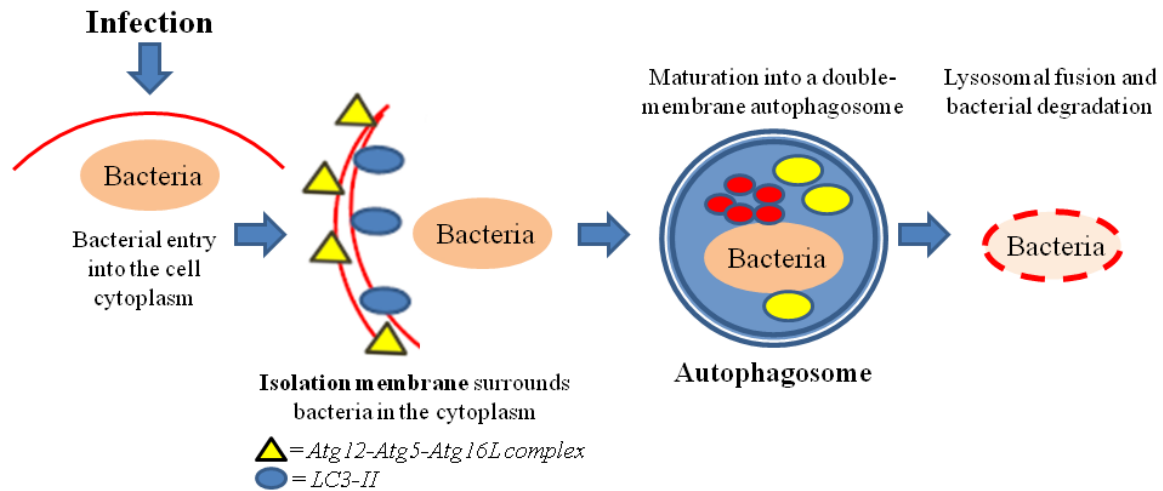 Infection
Bacteria
Bacterial entry
into the cell
cytoplasm
Bacteria
Isolation membrane surrounds
bacteria in the cytoplasm
= Atg12-Atg5-Atg16L complex
= LC3-II
Maturation into a double-
membrane autophagosome
Bacteria
Autophagosome
Lysosomal fusion and
bacterial degradation
Bacteria